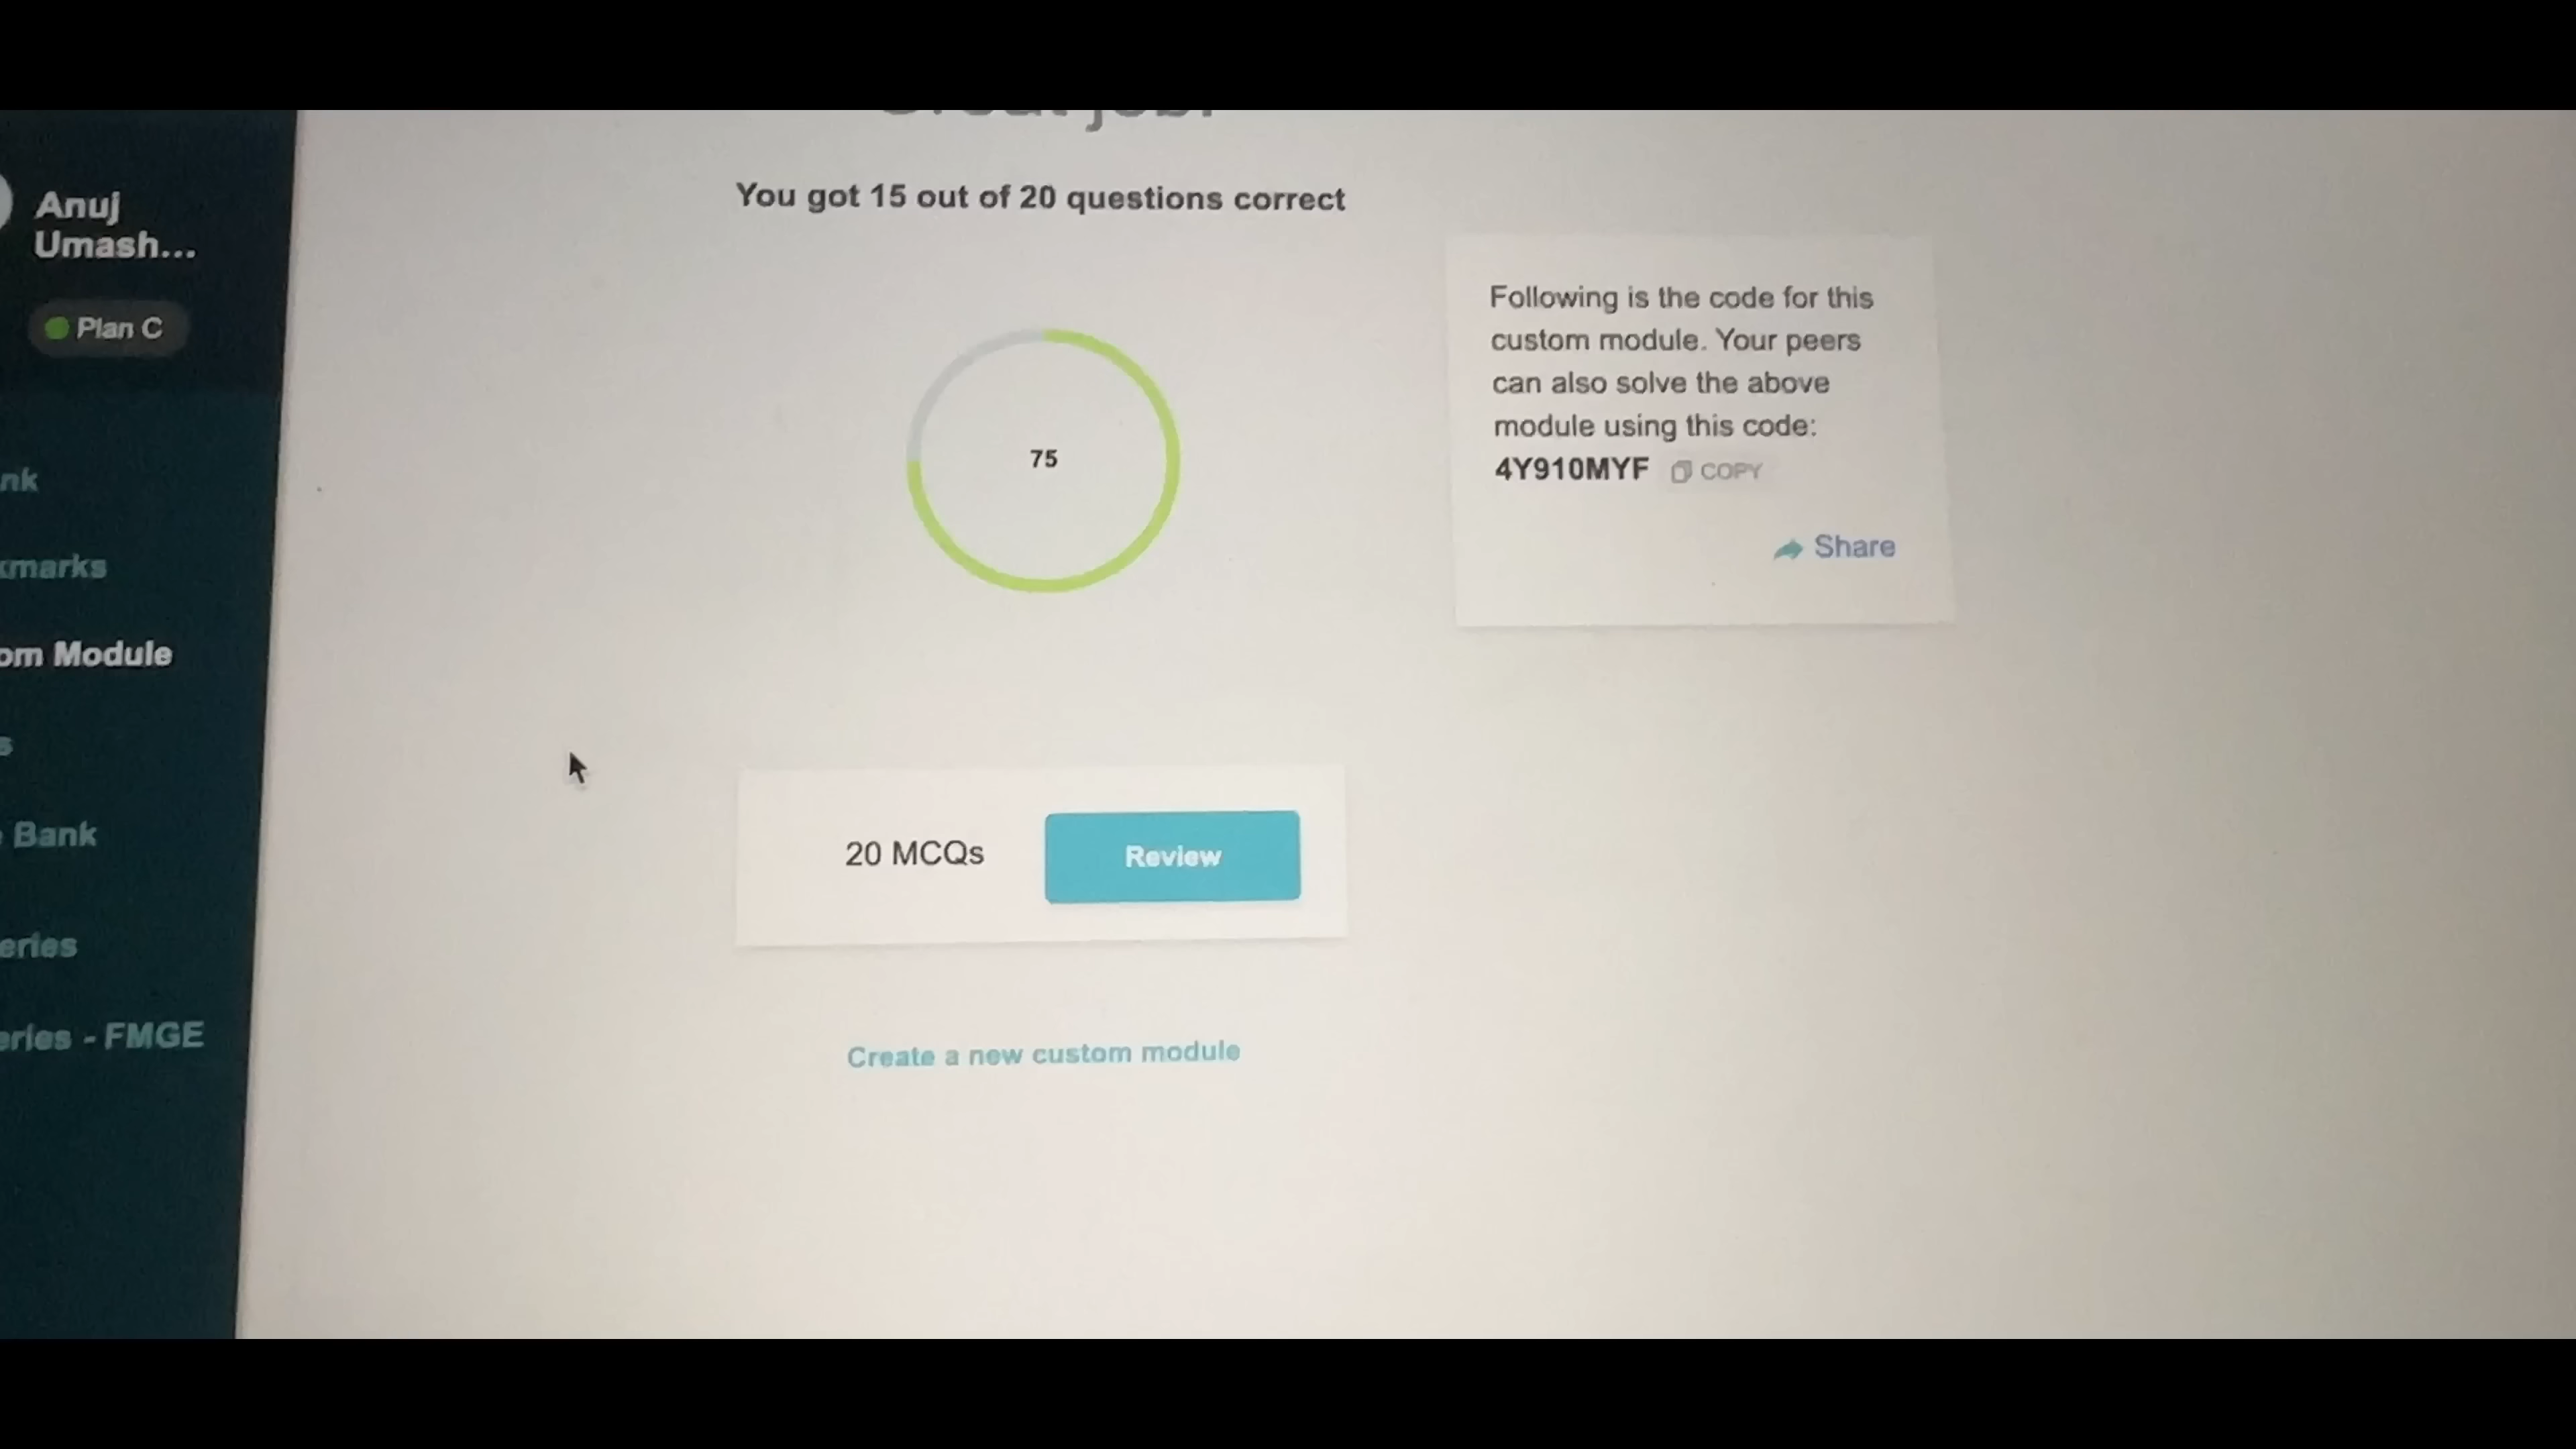 Great job!
You got 15 out of 20 questions correct
Anuj
Umash...
Plan C
75
Following is the code for this
custom module. Your peers
can also solve the above
module using this code:
4Y910MYF COPY
Share
nk
kmarks
om Module
s
20 MCQs
Review
Bank
eries
eries - FMGE
Create a new custom module